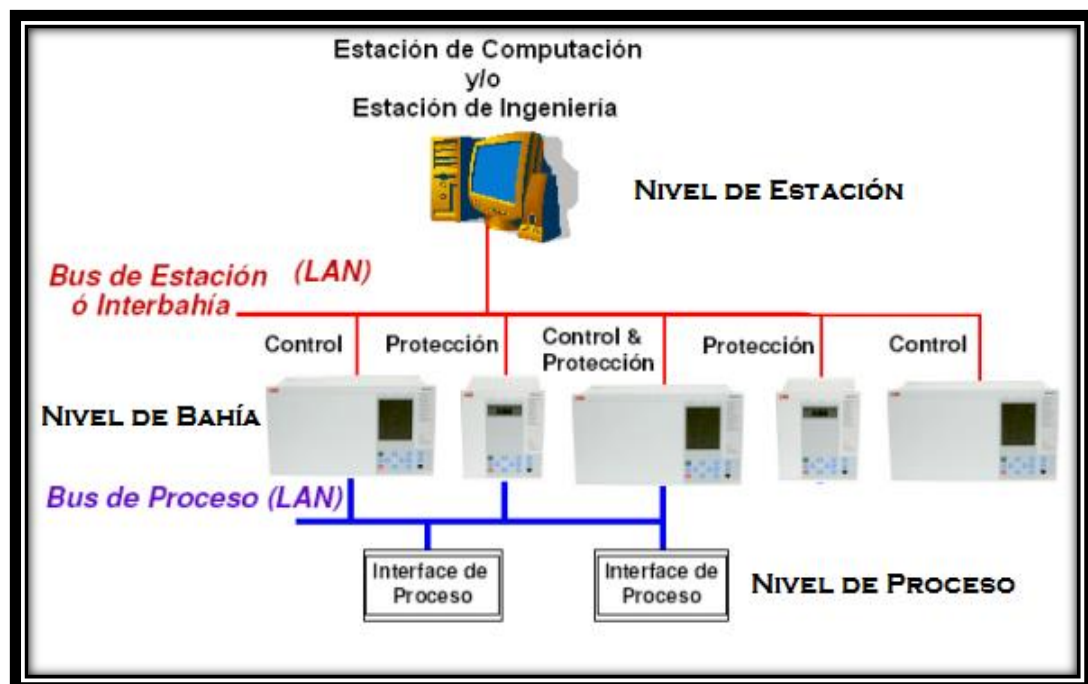 Estación de Computación
y/o
Estación de Ingeniería
NIVEL DE ESTACIÓN
Bus de Estación (LAN)
ó Interbahía
Control
Protección
Control &
Protección
Protección
Control
NIVEL DE BAHÍA
Bus de Proceso (LAN)
Interface de
Proceso
Interface de
Proceso
NIVEL DE PROCESO